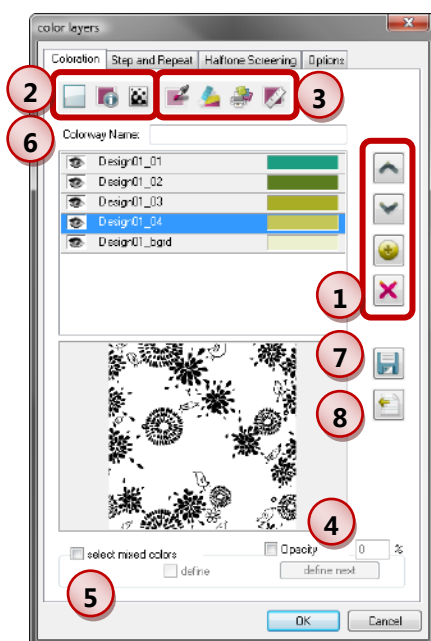 color layers
Coloration Step and Repeat Halftone Screening Options
2
3
6
Colorway Name:
Design01_01
Design01_02
Design01_03
Design01_04
Design01_bgrd
1
7
8
4
select mixed colors
Opacity 0 %
define
define next
5
OK Cancel